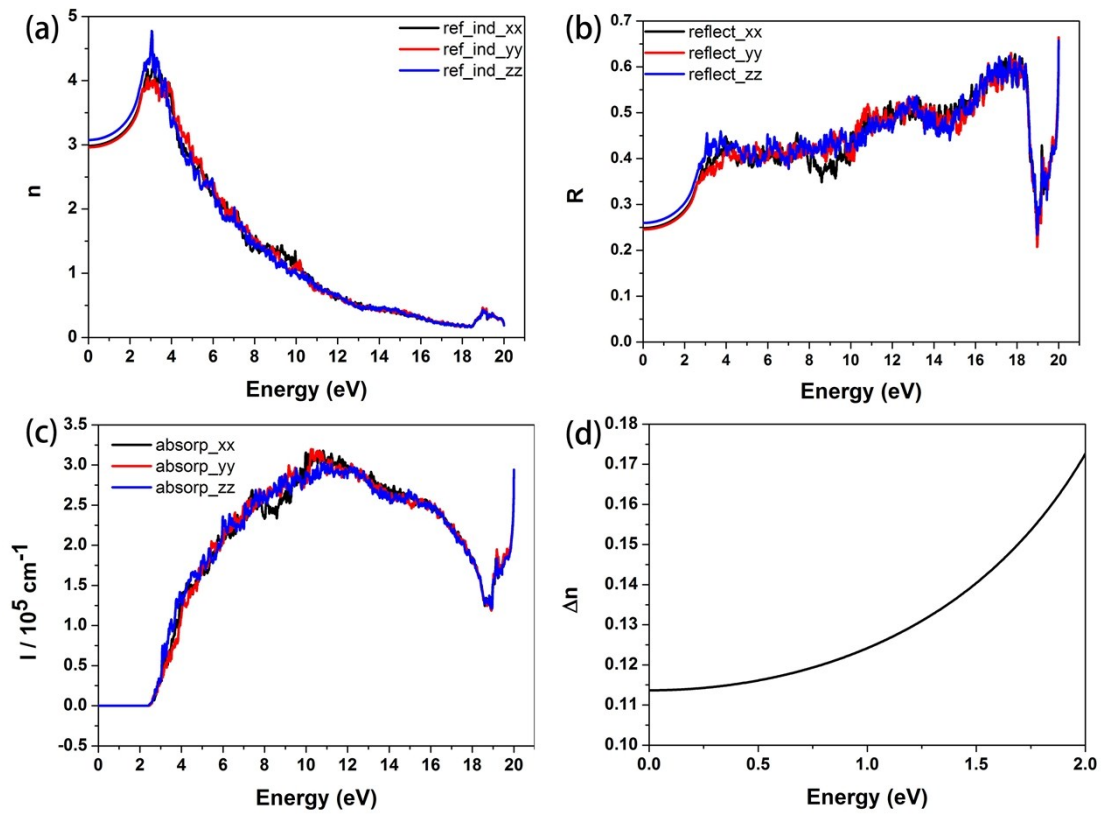 (a)
n
5
4
3
2
1
0
ref_ind_xx
ref_ind_yy
ref_ind_zz
0 2 4 6 8 10 12 14 16 18 20
Energy (eV)
(b)
R
0.7
0.6
0.5
0.4
0.3
0.2
0.1
0.0
reflect_xx
reflect_yy
reflect_zz
0 2 4 6 8 10 12 14 16 18 20
Energy (eV)
(c)
I / 10⁵ cm⁻¹
3.5
3.0
2.5
2.0
1.5
1.0
0.5
0.0
-0.5
absorp_xx
absorp_yy
absorp_zz
0 2 4 6 8 10 12 14 16 18 20
Energy (eV)
(d)
Δn
0.18
0.17
0.16
0.15
0.14
0.13
0.12
0.11
0.10
0.0 0.5 1.0 1.5 2.0
Energy (eV)